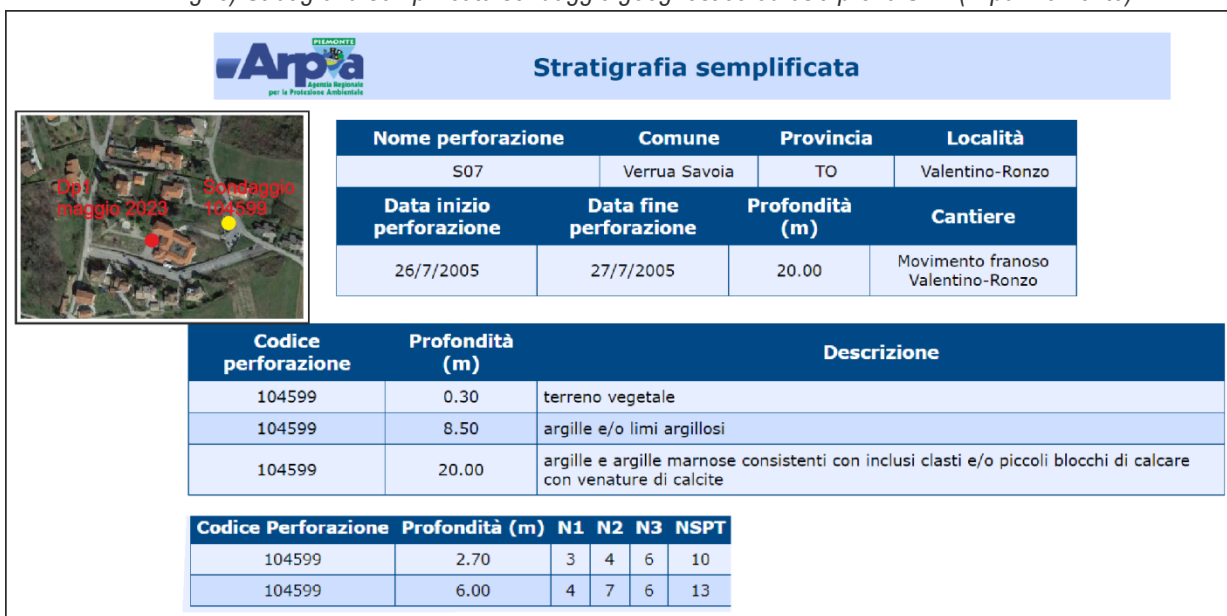 PIEMONTE
Arpa
Agenzia Regionale
per la Protezione Ambientale
Stratigrafia semplificata
Dp1
maggio 2023
Sondaggio
104599
Nome perforazione Comune Provincia Località
S07 Verrua Savoia TO Valentino-Ronzo
Data inizio perforazione Data fine perforazione Profondità (m) Cantiere
26/7/2005 27/7/2005 20.00 Movimento franoso Valentino-Ronzo
Codice perforazione Profondità (m) Descrizione
104599 0.30 terreno vegetale
104599 8.50 argille e/o limi argillosi
104599 20.00 argille e argille marnose consistenti con inclusi clasti e/o piccoli blocchi di calcare
con venature di calcite
Codice Perforazione Profondità (m) N1 N2 N3 NSPT
104599 2.70 3 4 6 10
104599 6.00 4 7 6 13